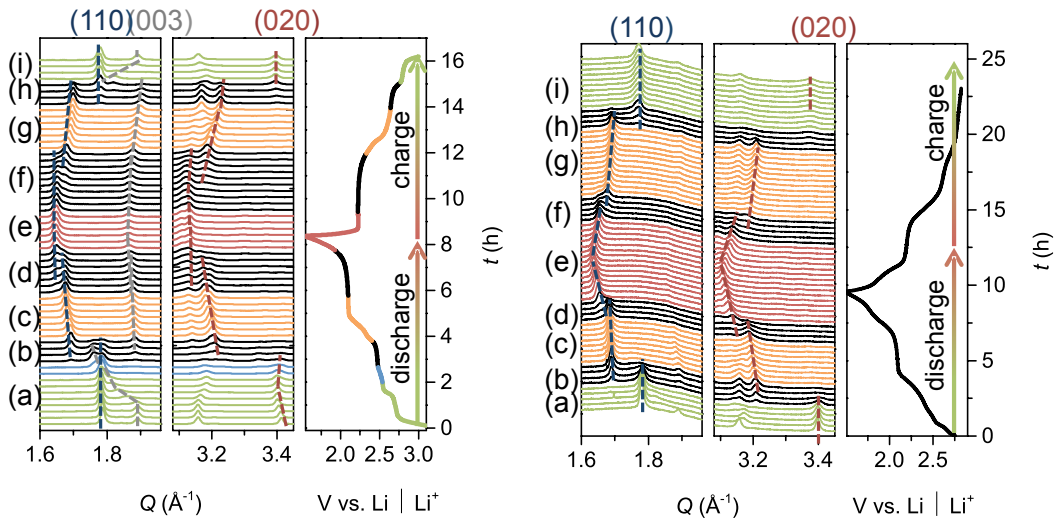 (110)
(003)
(020)
(110)
(020)
(i)
(h)
(g)
(f)
(e)
(d)
(c)
(b)
(a)
charge
discharge
16
14
12
10
8
6
4
2
0
t (h)
1.6
1.8
3.2
3.4
2.0
2.5
3.0
Q (Å⁻¹)
V vs. Li | Li⁺
(i)
(h)
(g)
(f)
(e)
(d)
(c)
(b)
(a)
charge
discharge
25
20
15
10
5
0
t (h)
1.6
1.8
3.2
3.4
2.0
2.5
Q (Å⁻¹)
V vs. Li | Li⁺